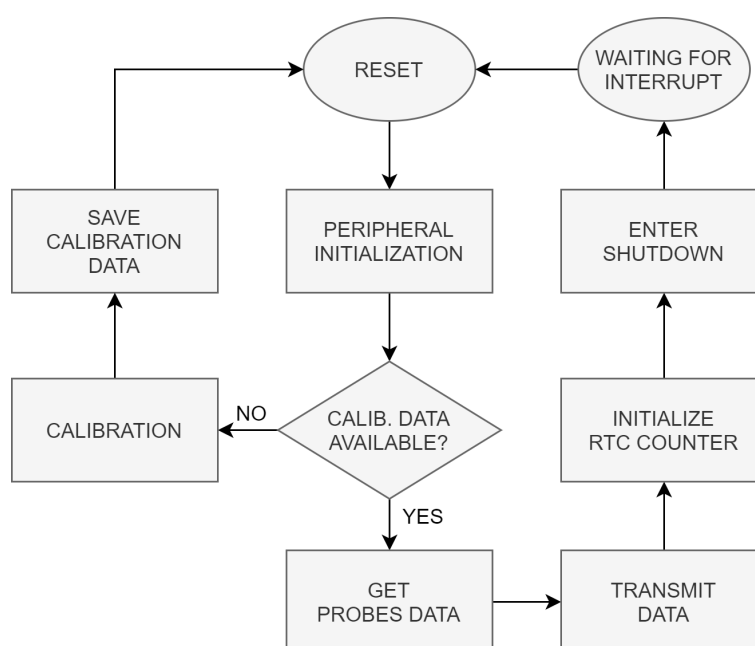 RESET
WAITING FOR
INTERRUPT
SAVE
CALIBRATION
DATA
PERIPHERAL
INITIALIZATION
ENTER
SHUTDOWN
CALIBRATION
NO
CALIB. DATA
AVAILABLE?
INITIALIZE
RTC COUNTER
YES
GET
PROBES DATA
TRANSMIT
DATA